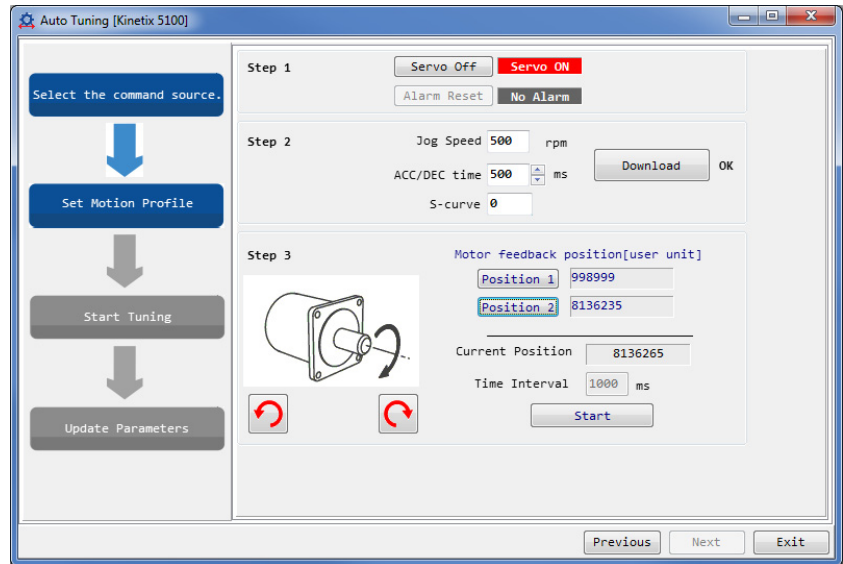 Auto Tuning [Kinetix 5100]
Select the command source.
Set Motion Profile
Start Tuning
Update Parameters
Step 1
Servo Off Servo ON
Alarm Reset No Alarm
Step 2
Jog Speed 500 rpm
ACC/DEC time 500 ms
S-curve 0
Download OK
Step 3
Motor feedback position[user unit]
Position 1 998999
Position 2 8136235
Current Position 8136265
Time Interval 1000 ms
Start
Previous Next Exit